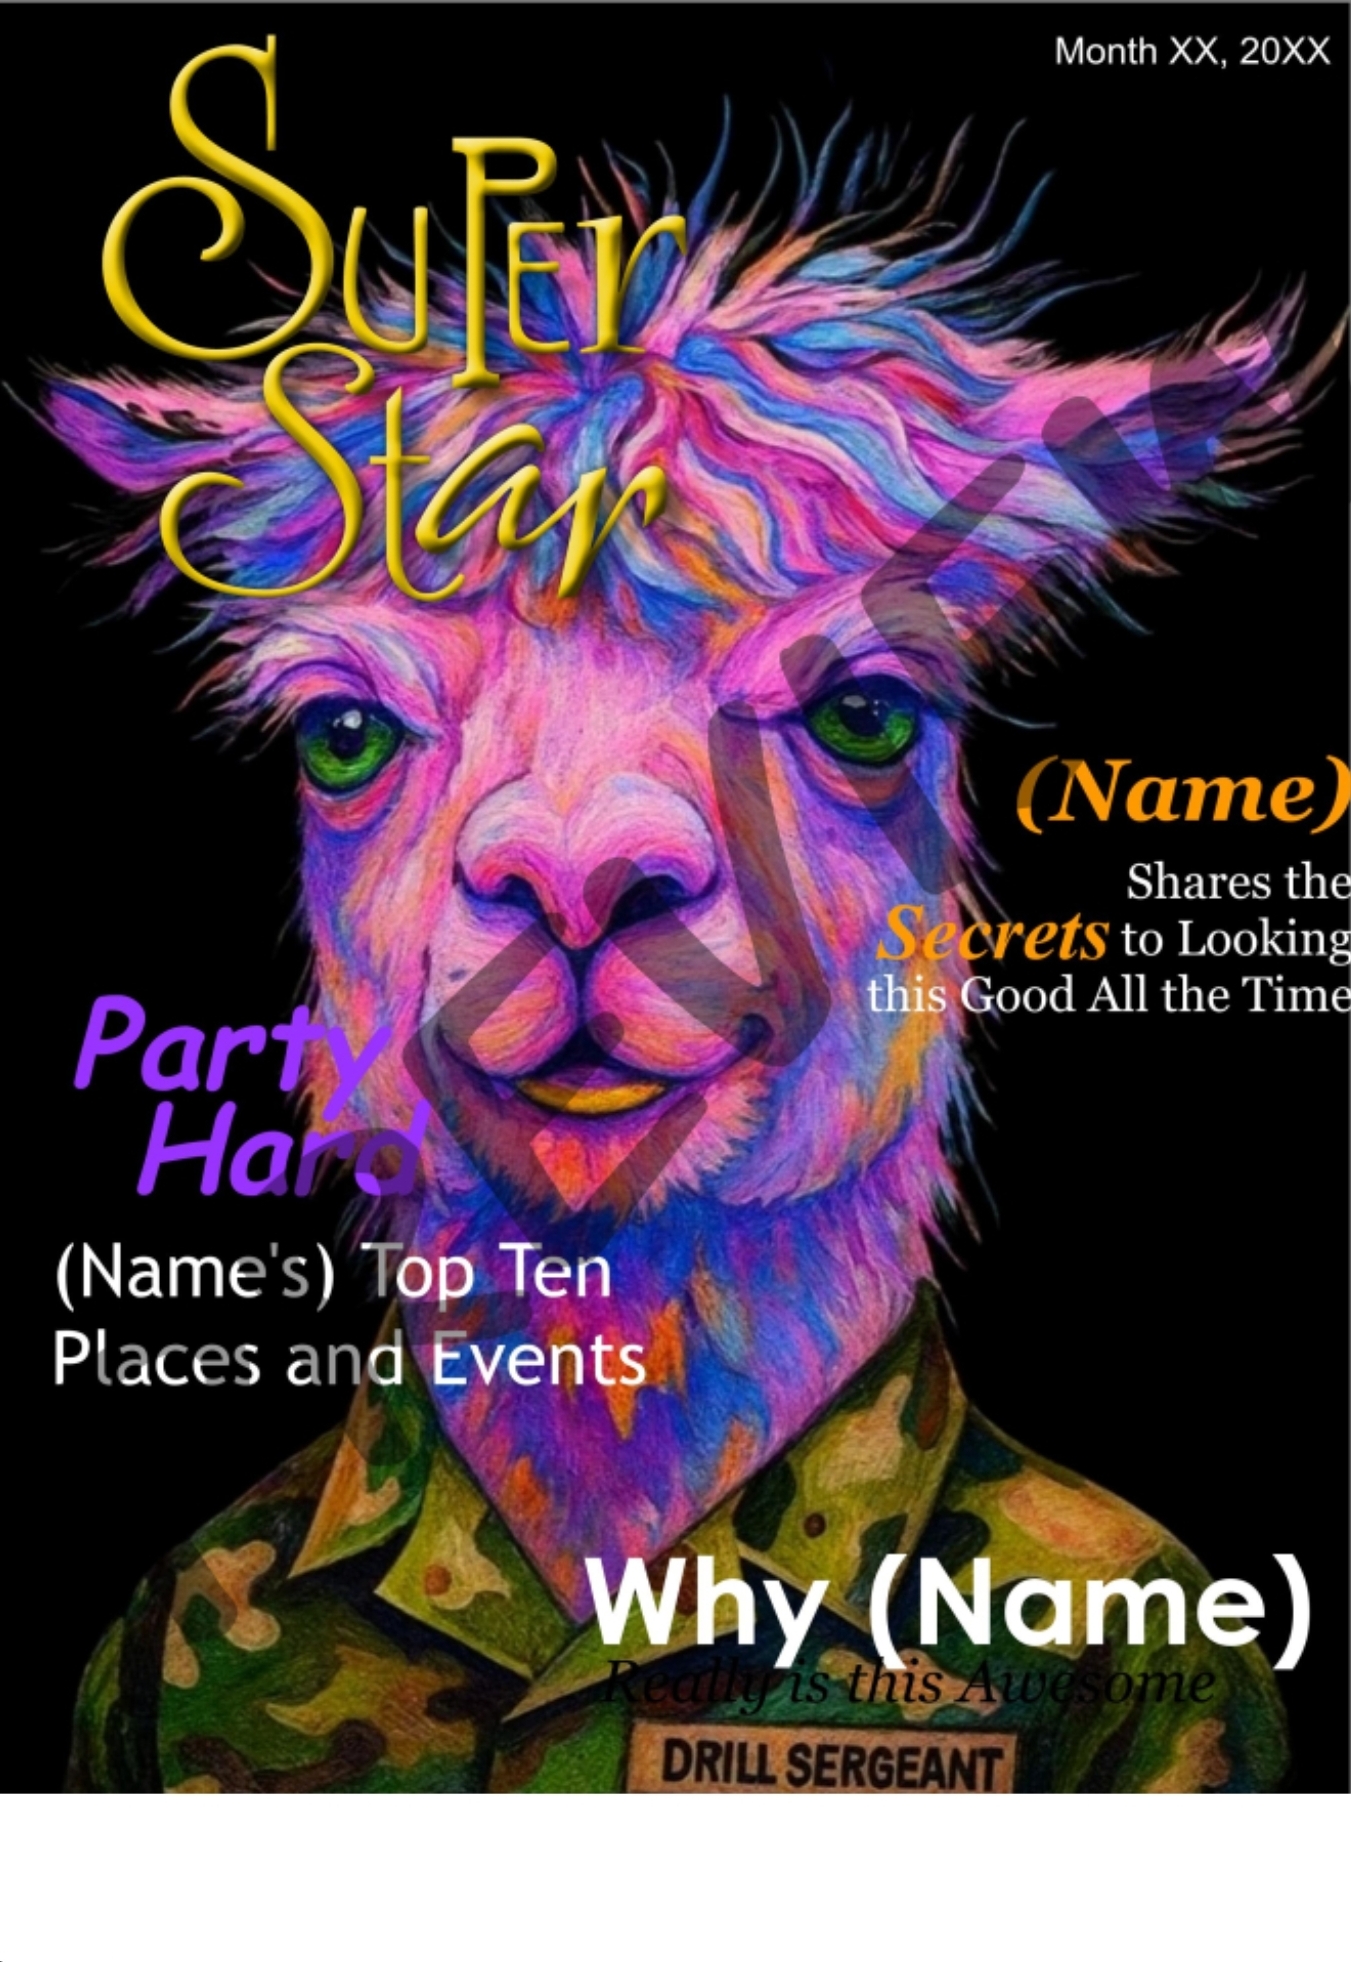 Month XX, 20XX
Super
Star
(Name)
Shares the
Secrets to Looking
this Good All the Time
Party
Hard
(Name's) Top Ten
Places and Events
Why (Name)
Really is this Awesome
DRILL SERGEANT
PREVIEW